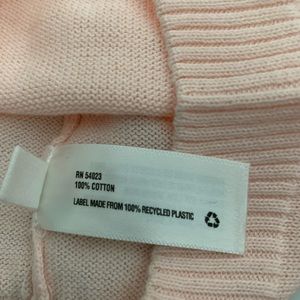 RN 54023
100% COTTON
LABEL MADE FROM 100% RECYCLED PLASTIC